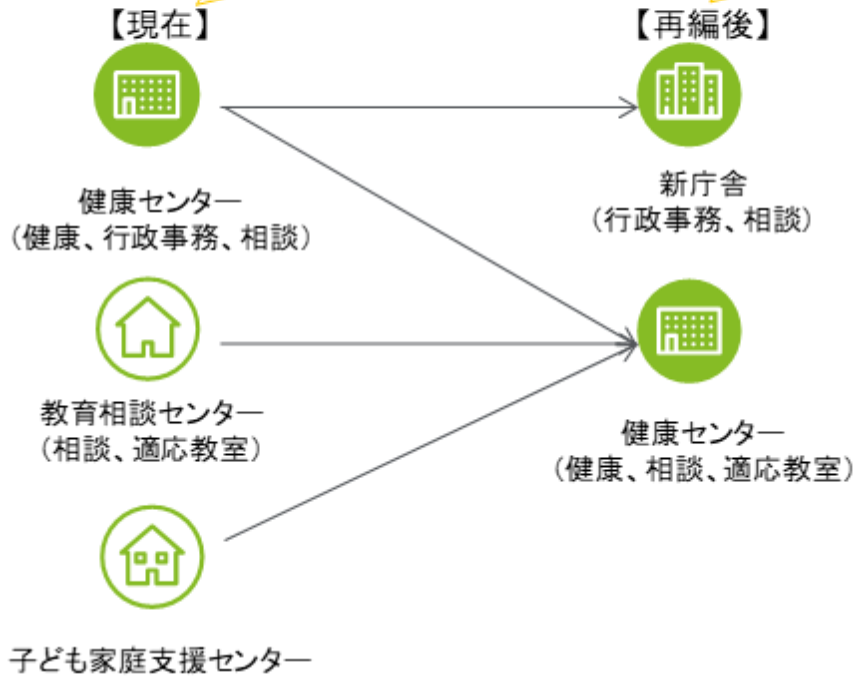 【現在】
健康センター
（健康、行政事務、相談）
教育相談センター
（相談、適応教室）
子ども家庭支援センター
【再編後】
新庁舎
（行政事務、相談）
健康センター
（健康、相談、適応教室）